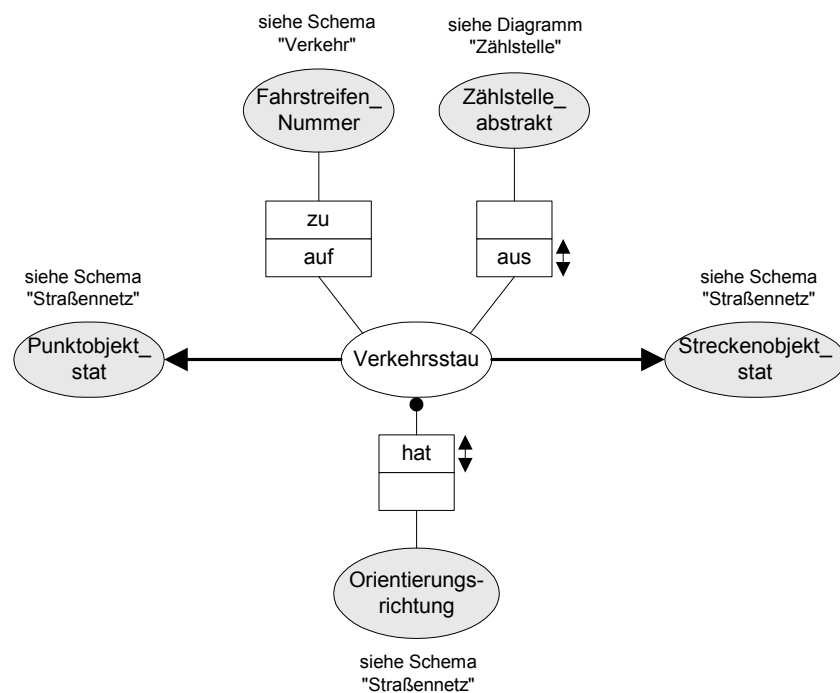 siehe Schema
"Verkehr"
siehe Diagramm
"Zählstelle"
Fahrstreifen_
Nummer
Zählstelle_
abstrakt
zu
auf
aus
siehe Schema
"Straßennetz"
siehe Schema
"Straßennetz"
Punktobjekt_
stat
Verkehrsstau
Streckenobjekt_
stat
hat
Orientierungs-
richtung
siehe Schema
"Straßennetz"